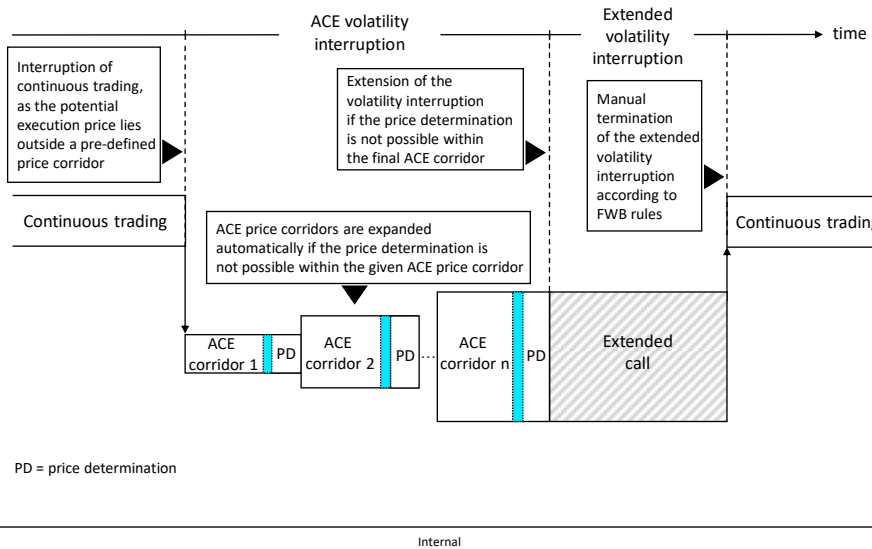 ACE volatility
interruption
Extended
volatility
interruption
time
Interruption of
continuous trading,
as the potential
execution price lies
outside a pre-defined
price corridor
Extension of the
volatility interruption
if the price determination
is not possible within
the final ACE corridor
Manual
termination
of the extended
volatility
interruption
according to
FWB rules
Continuous trading
ACE price corridors are expanded
automatically if the price determination is
not possible within the given ACE price corridor
Continuous trading
ACE
corridor 1
PD
ACE
corridor 2
PD
...
ACE
corridor n
PD
Extended
call
PD = price determination
Internal